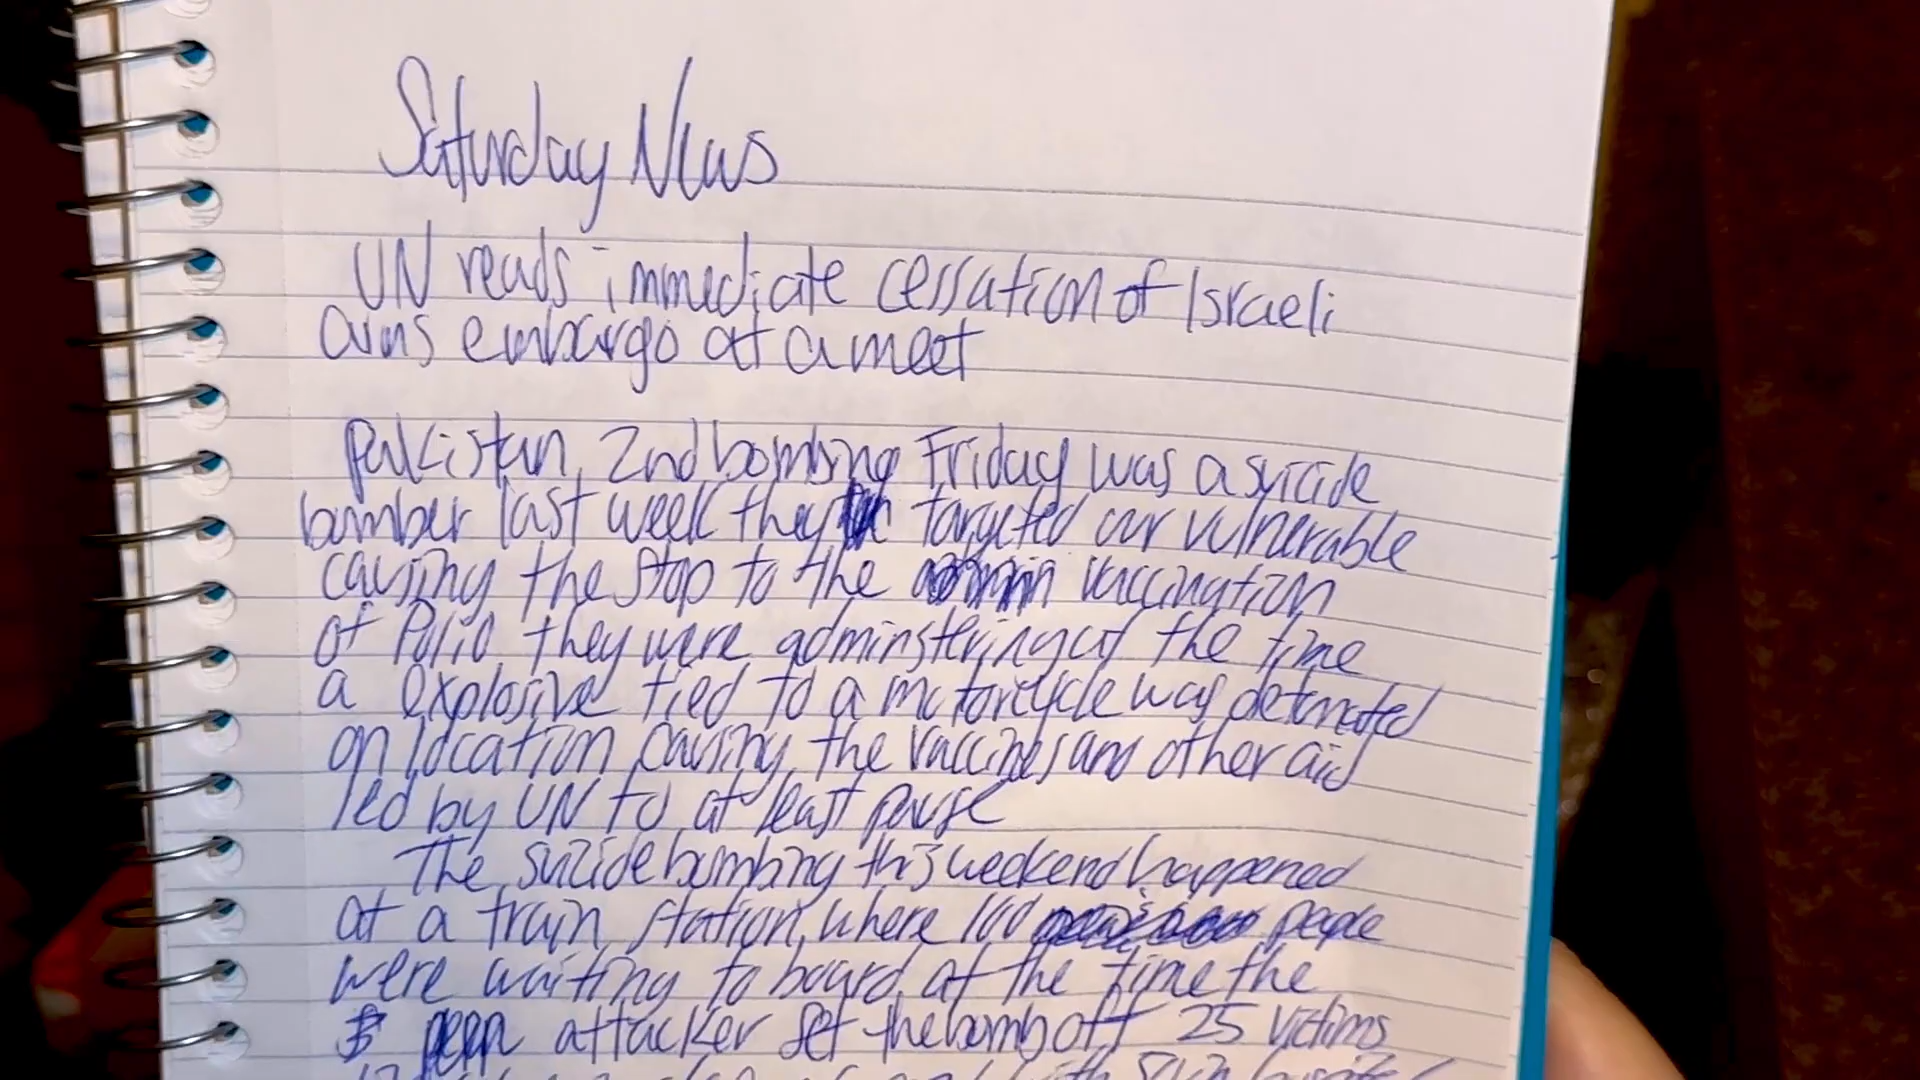 Saturday News
UN reads immediate cessation of Israeli
arms embargo at a meet
Pakistan, 2nd bombing Friday was a suicide
bomber last week they targeted our vulnerable
causing the stop to the vaccination
of Polio they were adminstering at the time
a explosive tied to a motorcycle was detonated
on location causing the vaccines and other aid
led by UN to at least pause
The suicide bombing this weekend happened
at a train station, where 100 people
were waiting to board at the time the
attacker set the bomb off 25 victims